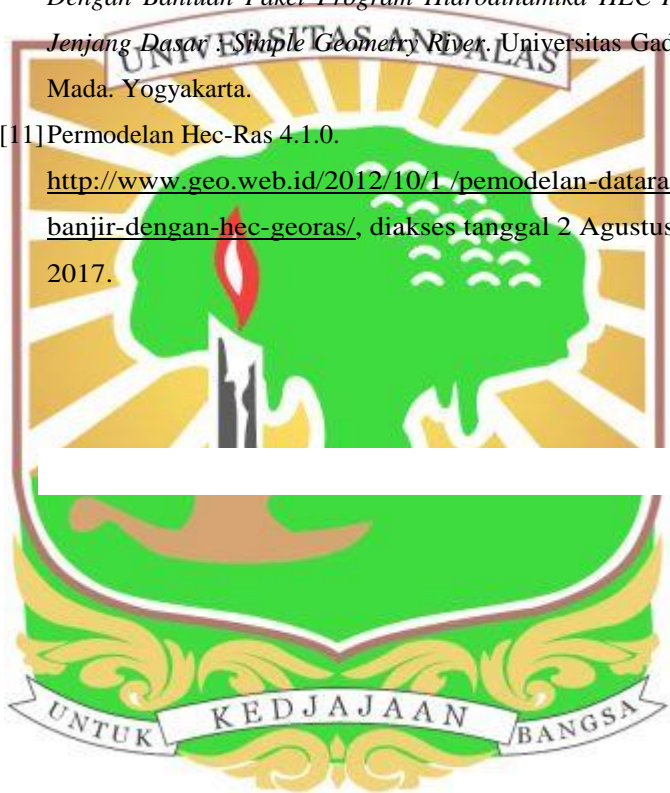 Dengan Bantuan Paket Program Hidrodinamika HEC-
Jenjang Dasar : Simple Geometry River. Universitas Gad
UNIVERSITAS ANDALAS
Mada. Yogyakarta.
[11]Permodelan Hec-Ras 4.1.0.
http://www.geo.web.id/2012/10/1 /pemodelan-datara
banjir-dengan-hec-georas/, diakses tanggal 2 Agustus
2017.
UNTUK KEDJAJAAN BANGSA